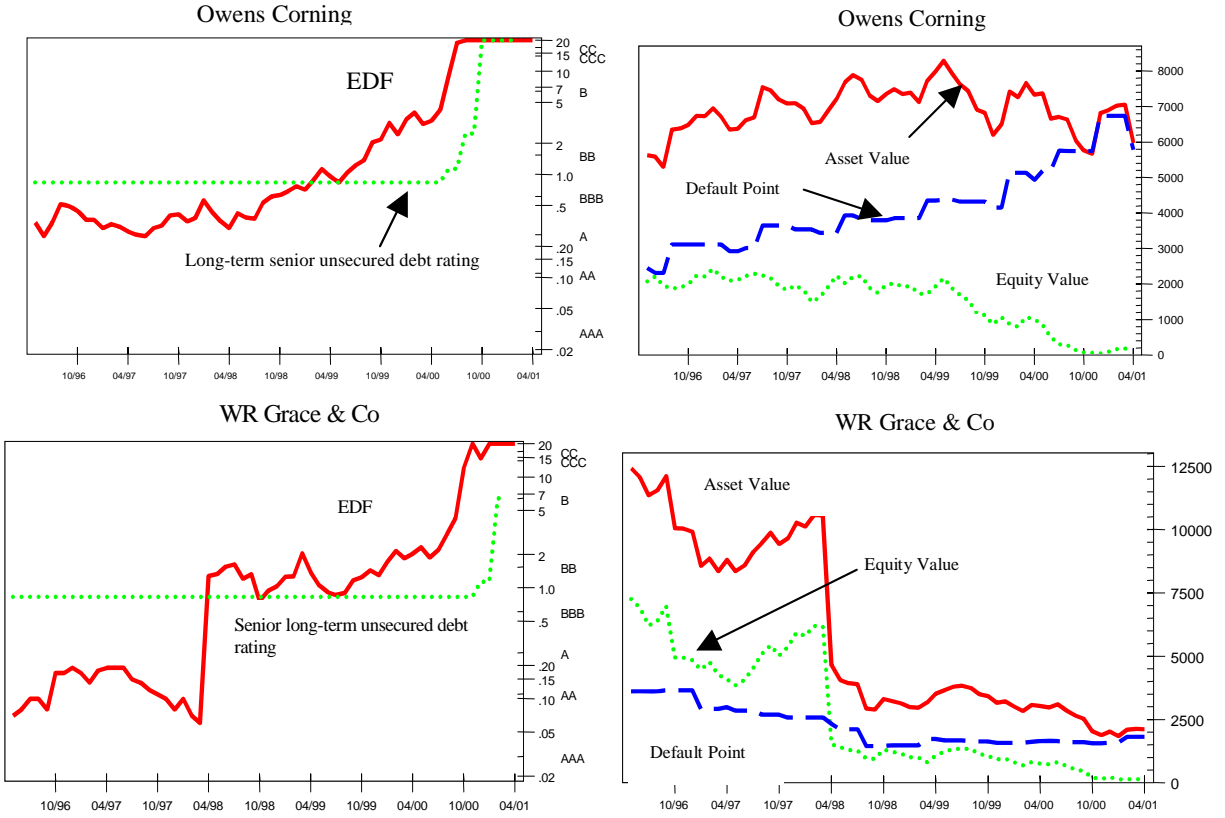 Owens Corning
EDF
Long-term senior unsecured debt rating
20
15
10
7
5
2
1.0
.5
.20
.15
.10
.05
.02
CC
CCC
B
BB
BBB
A
AA
AAA
10/96 04/97 10/97 04/98 10/98 04/99 10/99 04/00 10/00 04/01
Owens Corning
Asset Value
Default Point
Equity Value
8000
7000
6000
5000
4000
3000
2000
1000
0
10/96 04/97 10/97 04/98 10/98 04/99 10/99 04/00 10/00 04/01
WR Grace & Co
EDF
Senior long-term unsecured debt
rating
20
15
10
7
5
2
1.0
.5
.20
.15
.10
.05
.02
CC
CCC
B
BB
BBB
A
AA
AAA
10/96 04/97 10/97 04/98 10/98 04/99 10/99 04/00 10/00 04/01
WR Grace & Co
Asset Value
Equity Value
Default Point
12500
10000
7500
5000
2500
0
10/96 04/97 10/97 04/98 10/98 04/99 10/99 04/00 10/00 04/01